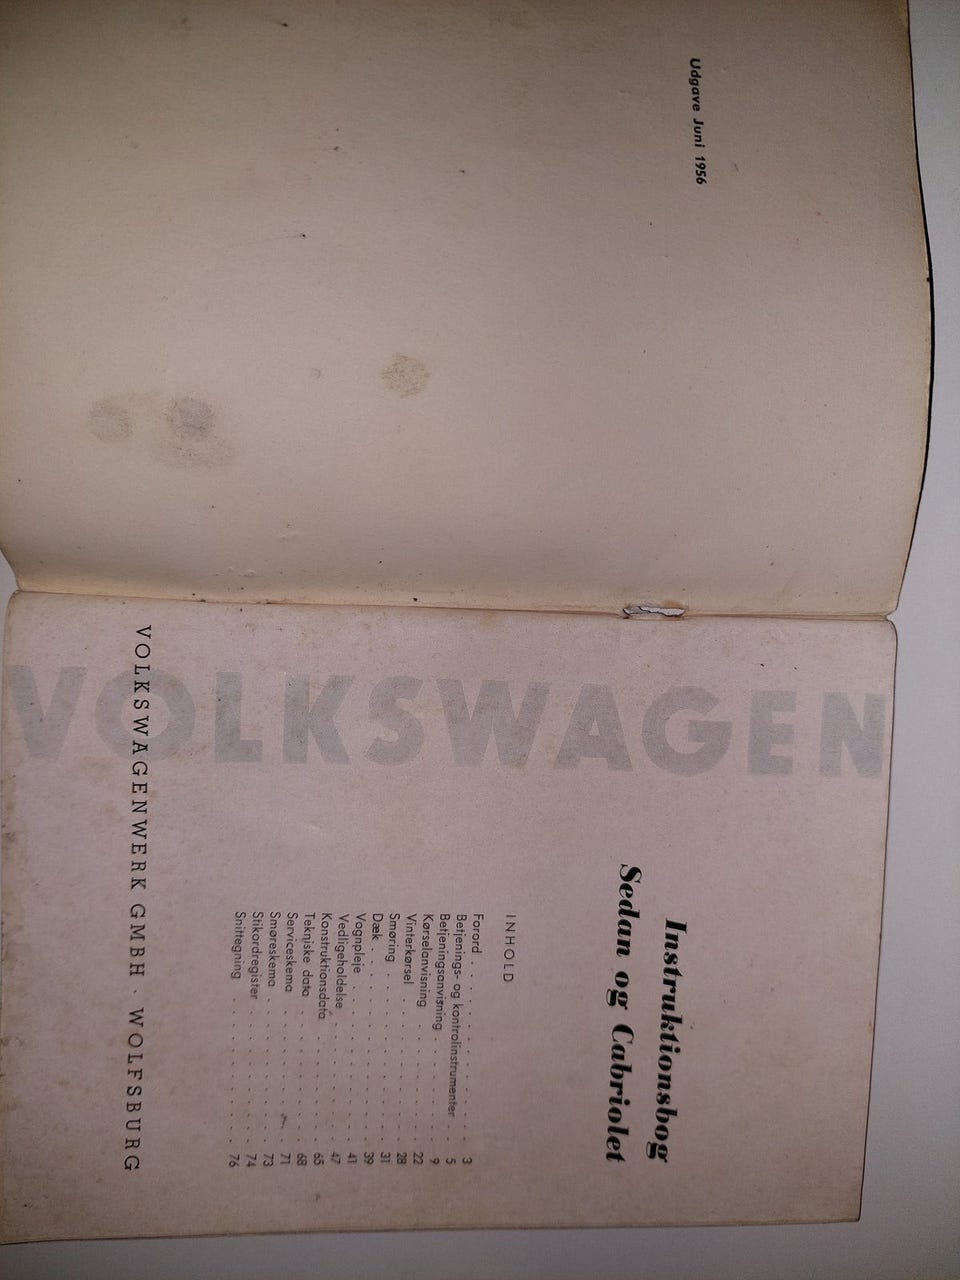 Udgave Juni 1956
VOLKSWAGEN
Instruktionsbog
Sedan og Cabriolet
INHOLD
Forord . . . . . . . . . . . . . 3
Betjenings- og kontrolinstrumenter . . 5
Betjeningsanvisning . . . . . . . . 9
Kørselanvisning . . . . . . . . . 22
Vinterkørsel . . . . . . . . . . 28
Smøring . . . . . . . . . . . . 31
Dæk . . . . . . . . . . . . . . 39
Vognpleje . . . . . . . . . . . 41
Vedligeholdelse . . . . . . . . . 47
Konstruktionsdata . . . . . . . . 65
Tekniske data . . . . . . . . . . 68
Serviceskema . . . . . . . . . . 71
Smøreskema . . . . . . . . . . . 73
Stikordregister . . . . . . . . . 74
Snittegning . . . . . . . . . . . 76
VOLKSWAGENWERK GMBH · WOLFSBURG